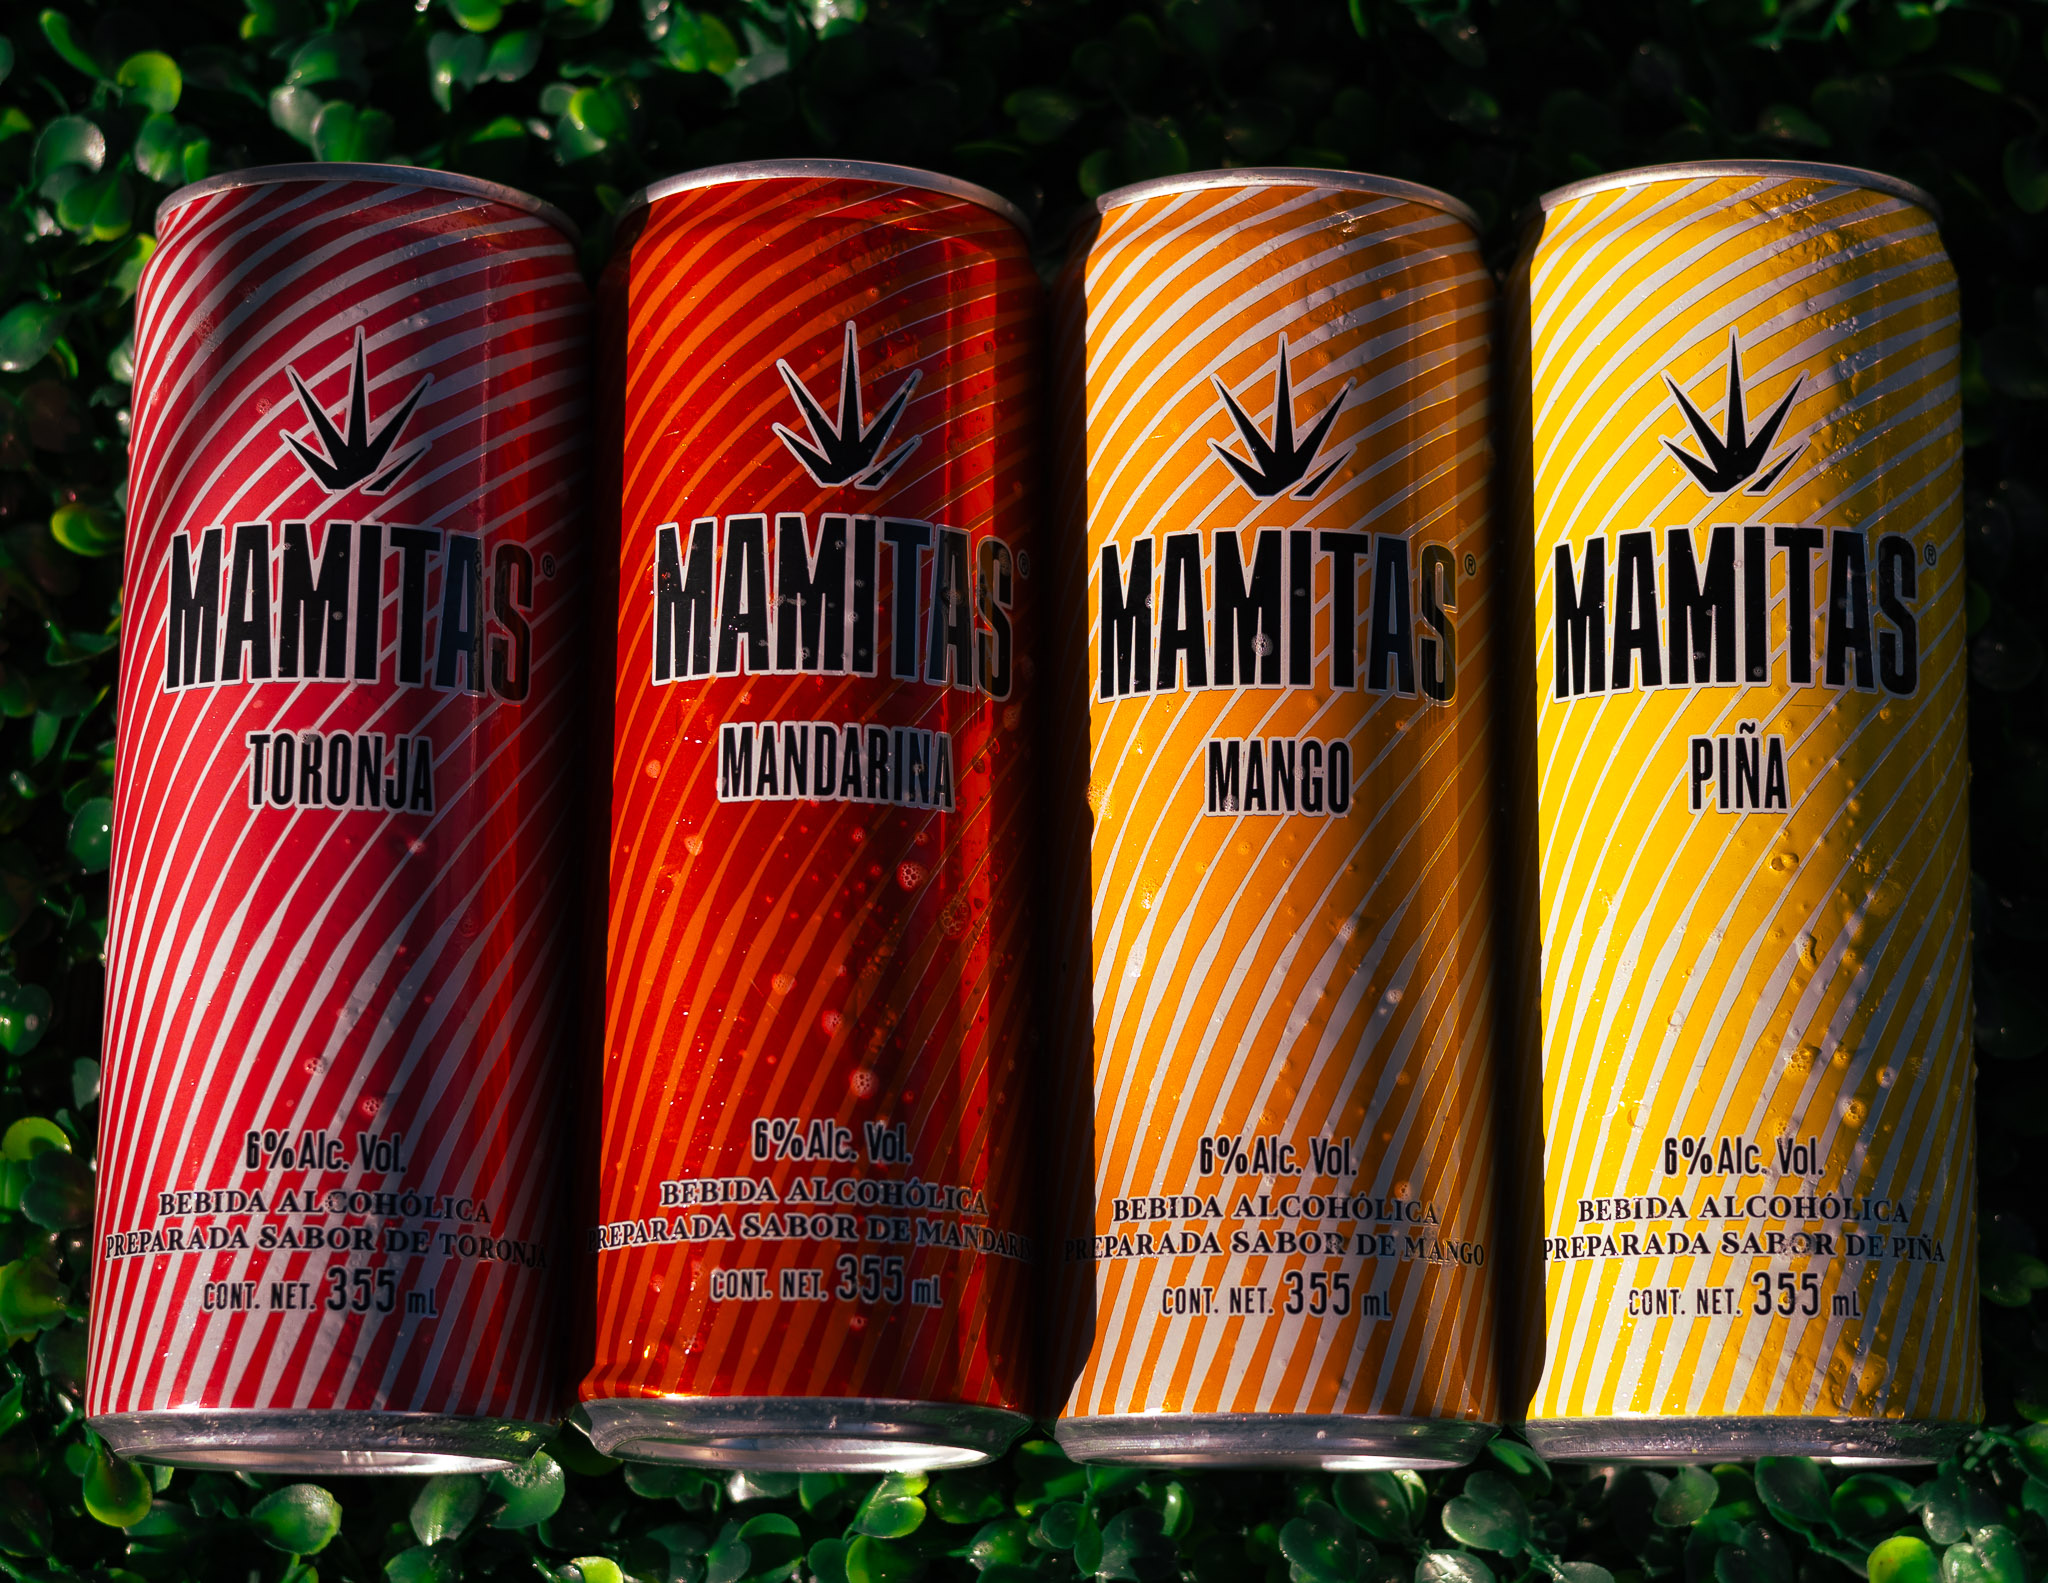 MAMITAS®
TORONJA
6% Alc. Vol.
BEBIDA ALCOHÓLICA
PREPARADA SABOR DE TORONJA
CONT. NET. 355 mL
MAMITAS®
MANDARINA
6% Alc. Vol.
BEBIDA ALCOHÓLICA
PREPARADA SABOR DE MANDARIN
CONT. NET. 355 mL
MAMITAS®
MANGO
6% Alc. Vol.
BEBIDA ALCOHÓLICA
PREPARADA SABOR DE MANGO
CONT. NET. 355 mL
MAMITAS®
PIÑA
6% Alc. Vol.
BEBIDA ALCOHÓLICA
PREPARADA SABOR DE PIÑA
CONT. NET. 355 mL